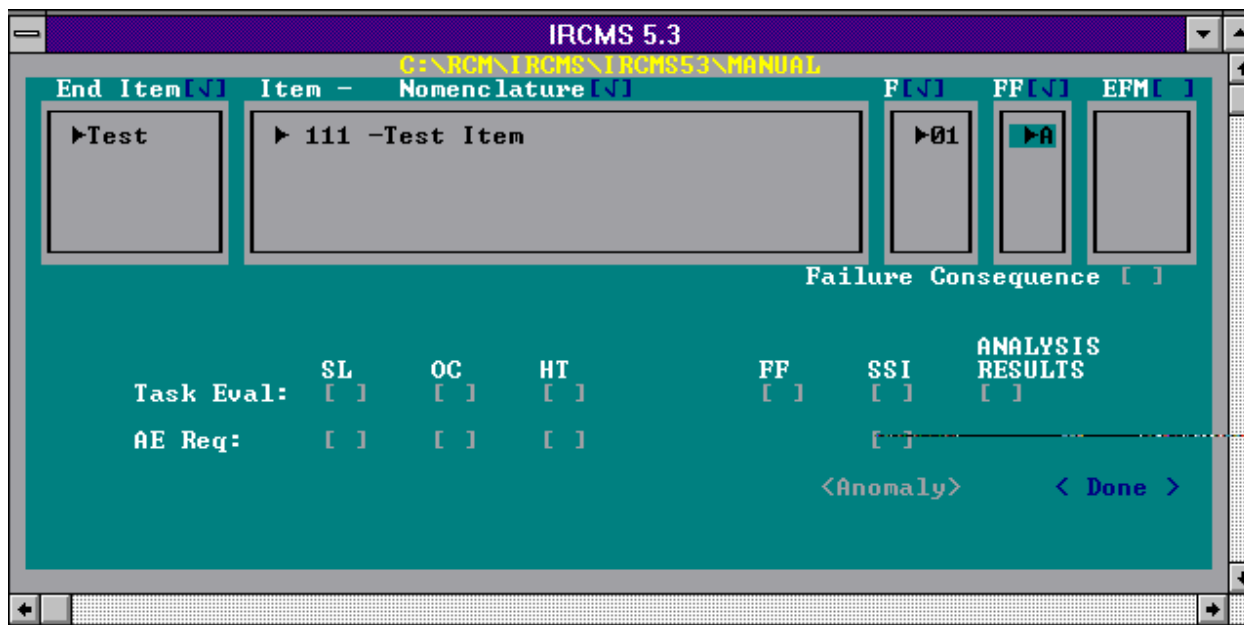 IRCMS 5.3
C:\RCM\IRCMS\IRCMS53\MANUAL
End Item[√] Item - Nomenclature[√] F[√] FF[√] EFM[ ]
►Test ► 111 -Test Item ►01 ►A
Failure Consequence [ ]
ANALYSIS
SL OC HT FF SSI RESULTS
Task Eval: [ ] [ ] [ ] [ ] [ ] [ ]
AE Req: [ ] [ ] [ ] [ ]
<Anomaly> < Done >